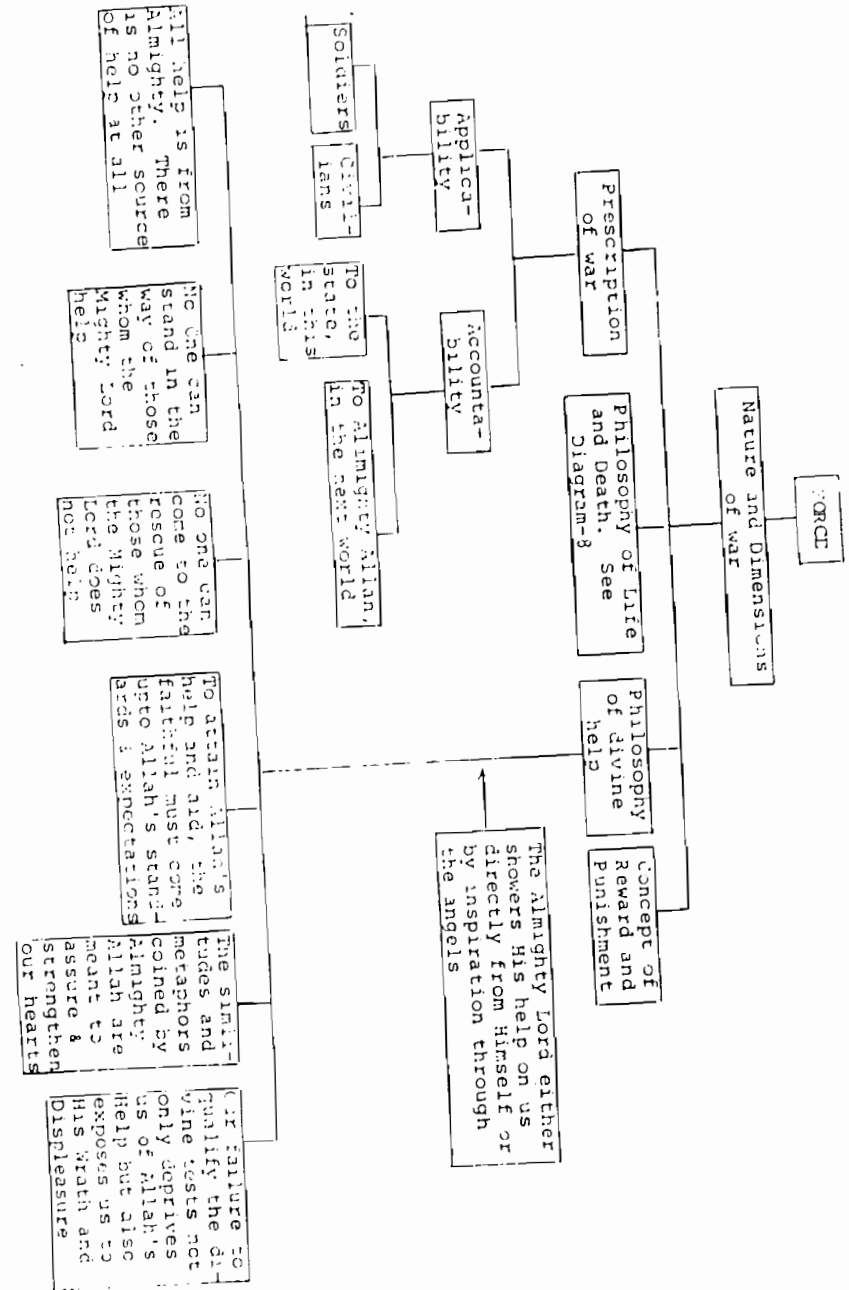 FORCE
Nature and Dimensions
of war
Prescription
of war
Philosophy of Life
and Death. See
Diagram-8
Philosophy
of divine
help
Concept of
Reward and
Punishment
Applica-
bility
Accounta-
bility
The Almighty Lord either
showers His help on us
directly from Himself or
by inspiration through
the angels
Soldiers
Civil-
ians
To the
state,
in this
world
To Almighty Allah,
in the next world
All help is from
Almighty. There
is no other source
of help at all
No one can
stand in the
way of those
whom the
Mighty Lord
help
No one can
come to the
rescue of
those whom
the Mighty
Lord does
not help
To attain Allah's
help and aid, the
faithful must come
unto Allah's stand-
ards & expectations
The simili-
tudes and
metaphors
coined by
Almighty
Allah are
meant to
assure &
strengthen
our hearts
Our failure to
qualify the di-
vine tests not
only deprives
us of Allah's
Help but also
exposes us to
His Wrath and
Displeasure